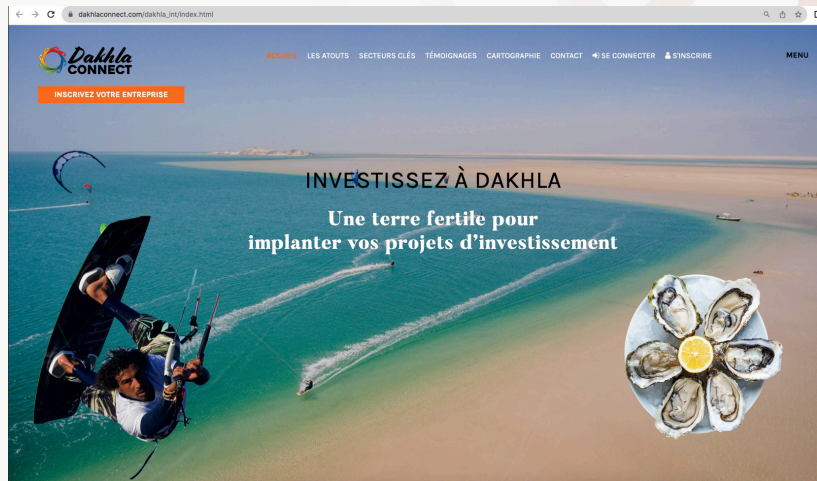 dakhlaconnect.com/dakhla_int/index.html
Dakhla
CONNECT
ACCUEIL LES ATOUTS SECTEURS CLÉS TÉMOIGNAGES CARTOGRAPHIE CONTACT SE CONNECTER S'INSCRIRE MENU
INSCRIVEZ VOTRE ENTREPRISE
INVESTISSEZ À DAKHLA
Une terre fertile pour
implanter vos projets d'investissement